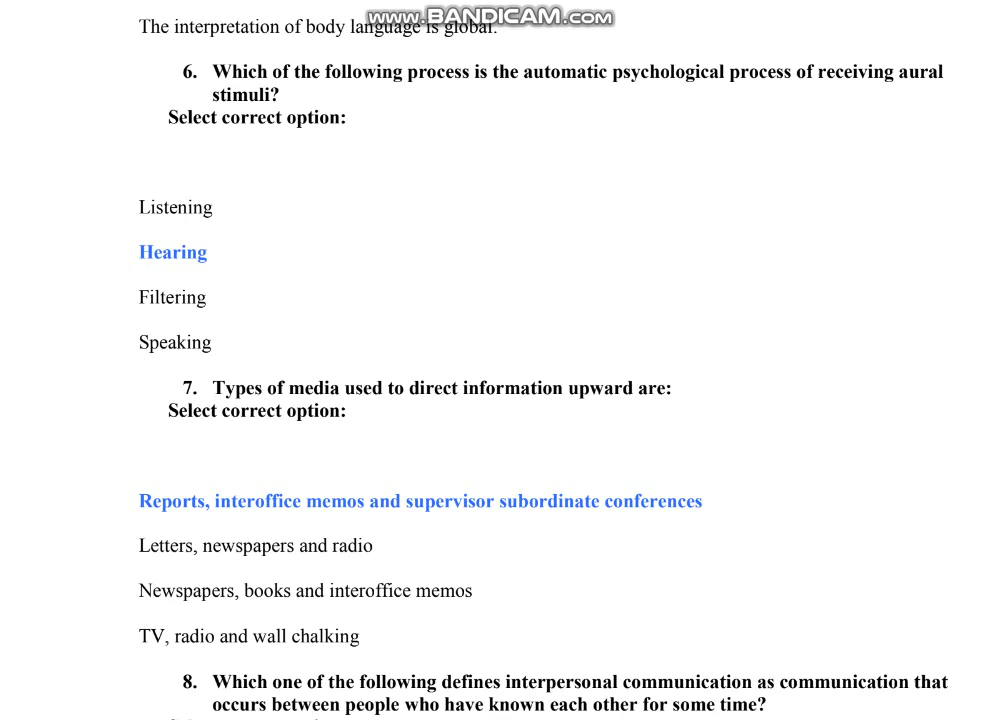 www.BANDICAM.com
The interpretation of body language is global.
6. Which of the following process is the automatic psychological process of receiving aural
stimuli?
Select correct option:
Listening
Hearing
Filtering
Speaking
7. Types of media used to direct information upward are:
Select correct option:
Reports, interoffice memos and supervisor subordinate conferences
Letters, newspapers and radio
Newspapers, books and interoffice memos
TV, radio and wall chalking
8. Which one of the following defines interpersonal communication as communication that
occurs between people who have known each other for some time?